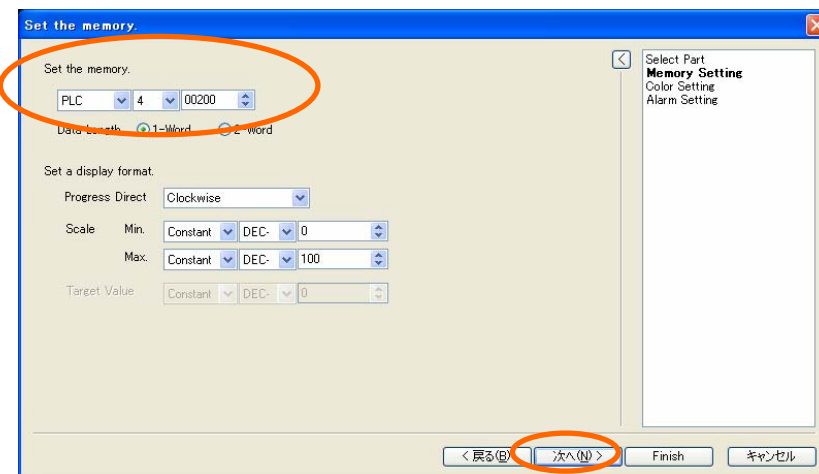 Set the memory.
Set the memory.
PLC 4 00200
Data Length 1-Word 2-Word
Set a display format.
Progress Direct Clockwise
Scale Min. Constant DEC- 0
Max. Constant DEC- 100
Target Value Constant DEC- 0
Select Part
Memory Setting
Color Setting
Alarm Setting
< 戻る(B) 次へ(N) > Finish キャンセル